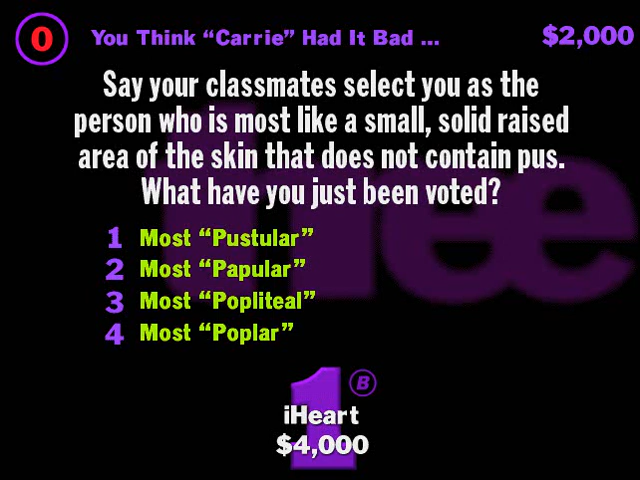 0
You Think “Carrie” Had It Bad ...
$2,000
Say your classmates select you as the
person who is most like a small, solid raised
area of the skin that does not contain pus.
What have you just been voted?
1 Most “Pustular”
2 Most “Papular”
3 Most “Popliteal”
4 Most “Poplar”
1
B
iHeart
$4,000